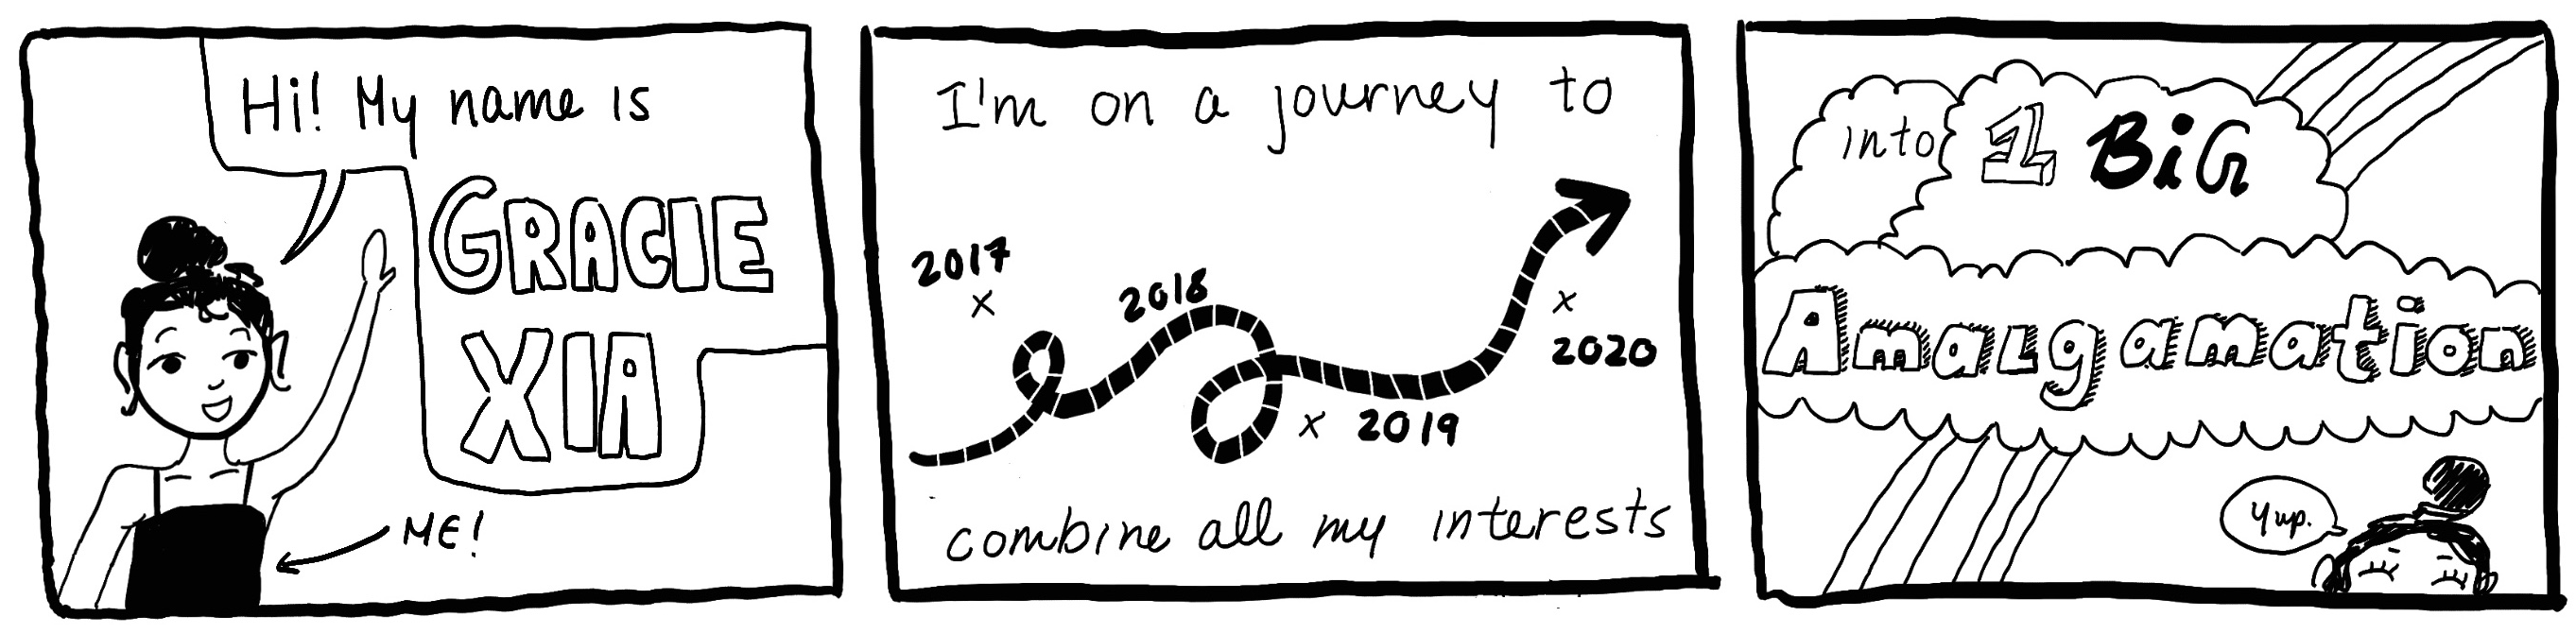 Hi! My name is
GRACIE
XIA
ME!
I'm on a journey to
2017
2018
2019
2020
combine all my interests
into 1 BiG
Amalgamation
Yup.